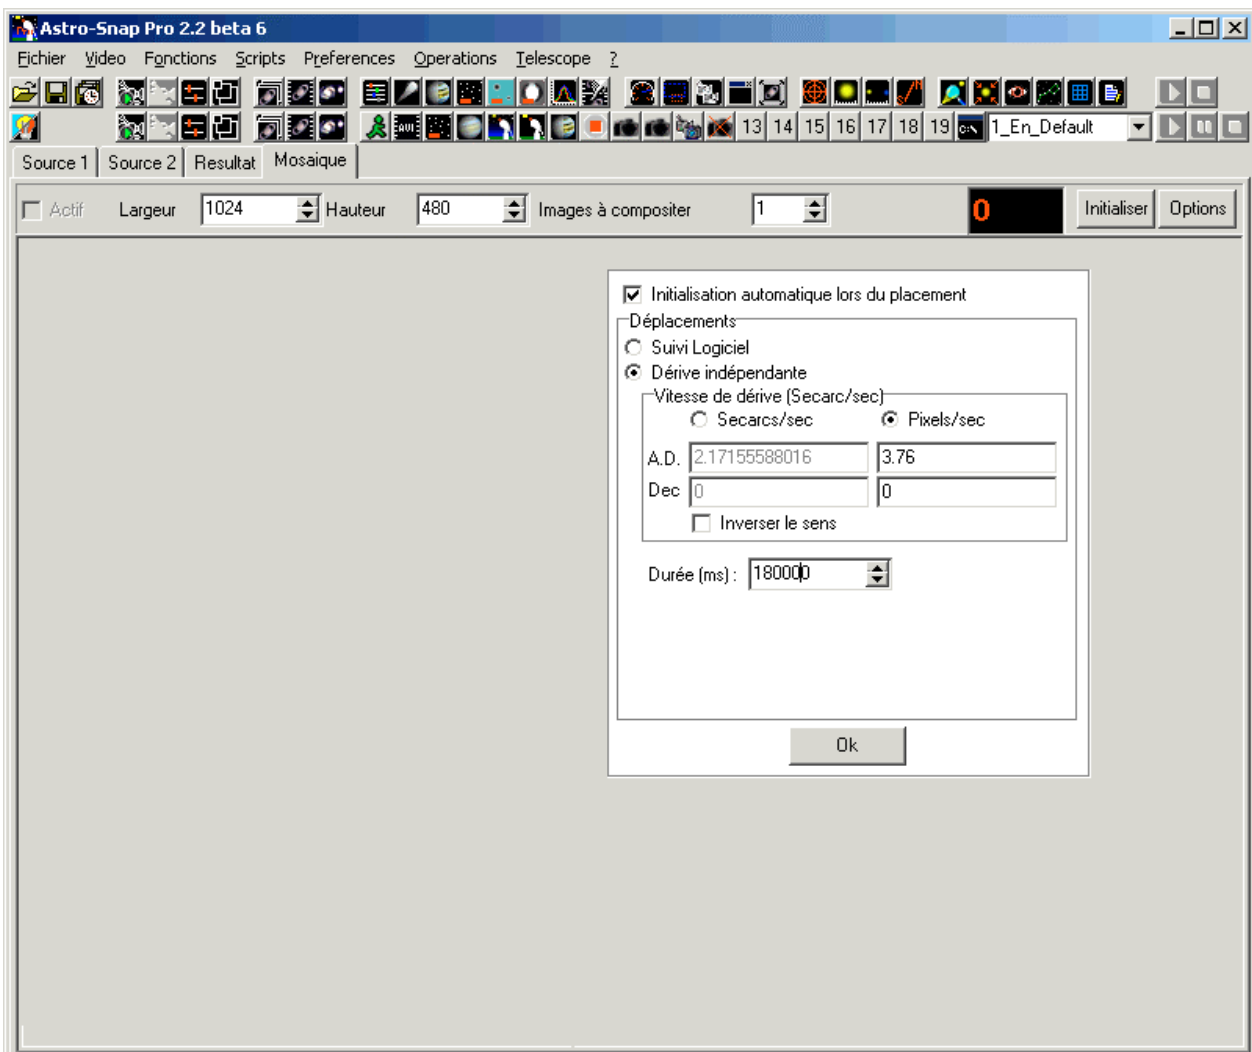 Astro-Snap Pro 2.2 beta 6
Fichier Video Fonctions Scripts Preferences Operations Telescope ?
AVI 13 14 15 16 17 18 19 C:\ 1_En_Default
Source 1 Source 2 Resultat Mosaique
Actif Largeur 1024 Hauteur 480 Images à compositer 1 0 Initialiser Options
Initialisation automatique lors du placement
Déplacements
Suivi Logiciel
Dérive indépendante
Vitesse de dérive (Secarc/sec)
Secarcs/sec Pixels/sec
A.D. 2.17155588016 3.76
Dec 0 0
Inverser le sens
Durée (ms) : 180000
Ok